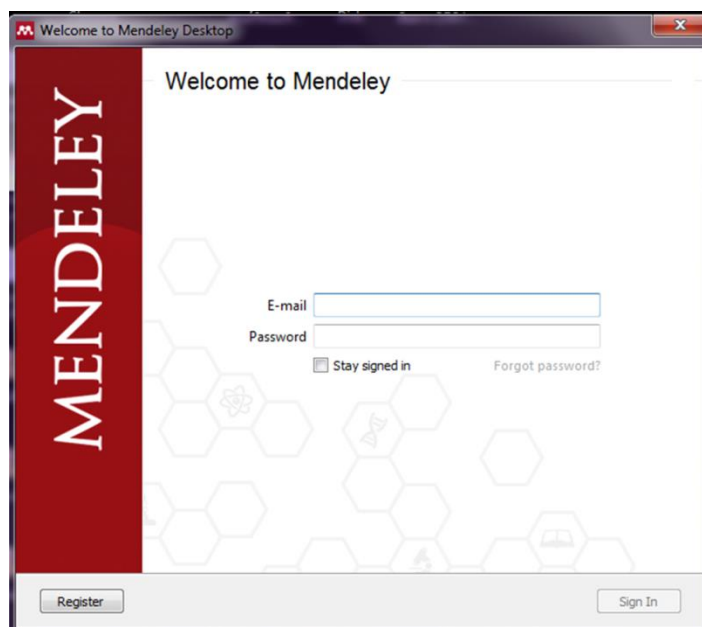 Welcome to Mendeley Desktop
Welcome to Mendeley
MENDELEY
E-mail
Password
Stay signed in
Forgot password?
Register
Sign In